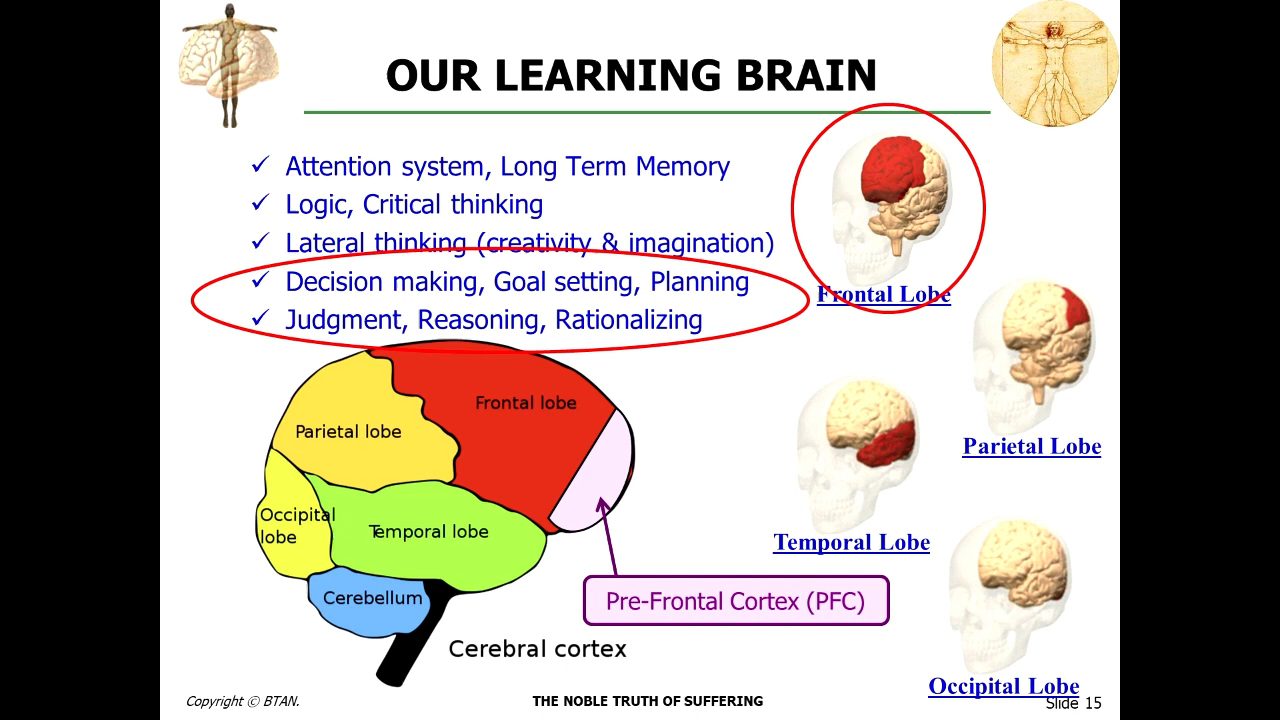 OUR LEARNING BRAIN
✓ Attention system, Long Term Memory
✓ Logic, Critical thinking
✓ Lateral thinking (creativity & imagination)
✓ Decision making, Goal setting, Planning
✓ Judgment, Reasoning, Rationalizing
Frontal Lobe
Parietal Lobe
Temporal Lobe
Occipital Lobe
Frontal lobe
Parietal lobe
Occipital
lobe
Temporal lobe
Cerebellum
Pre-Frontal Cortex (PFC)
Cerebral cortex
Copyright © BTAN.
THE NOBLE TRUTH OF SUFFERING
Slide 15